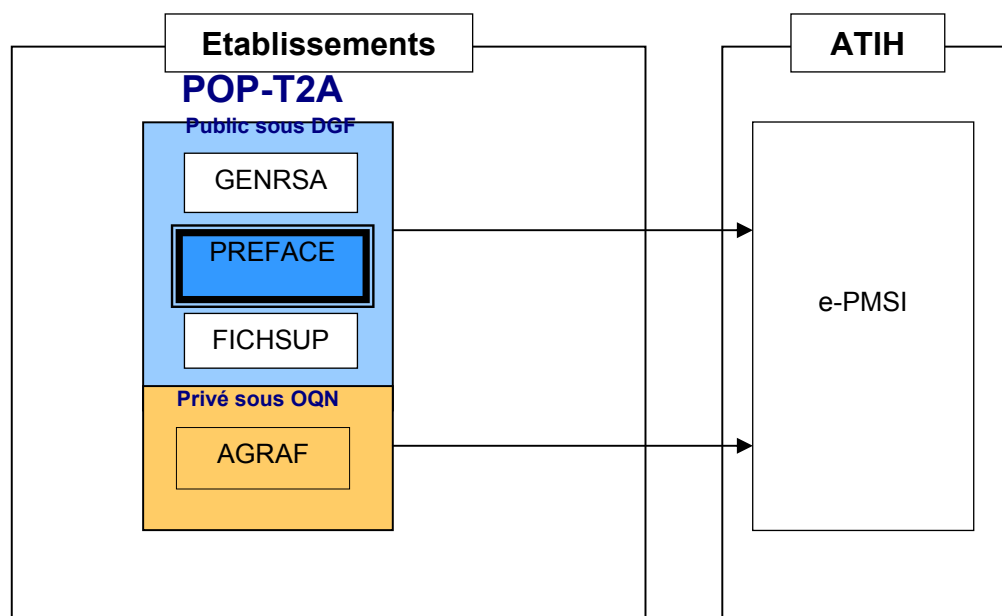 Etablissements
ATIH
POP-T2A
Public sous DGF
GENRSA
PREFACE
FICHSUP
e-PMSI
Privé sous OQN
AGRAF